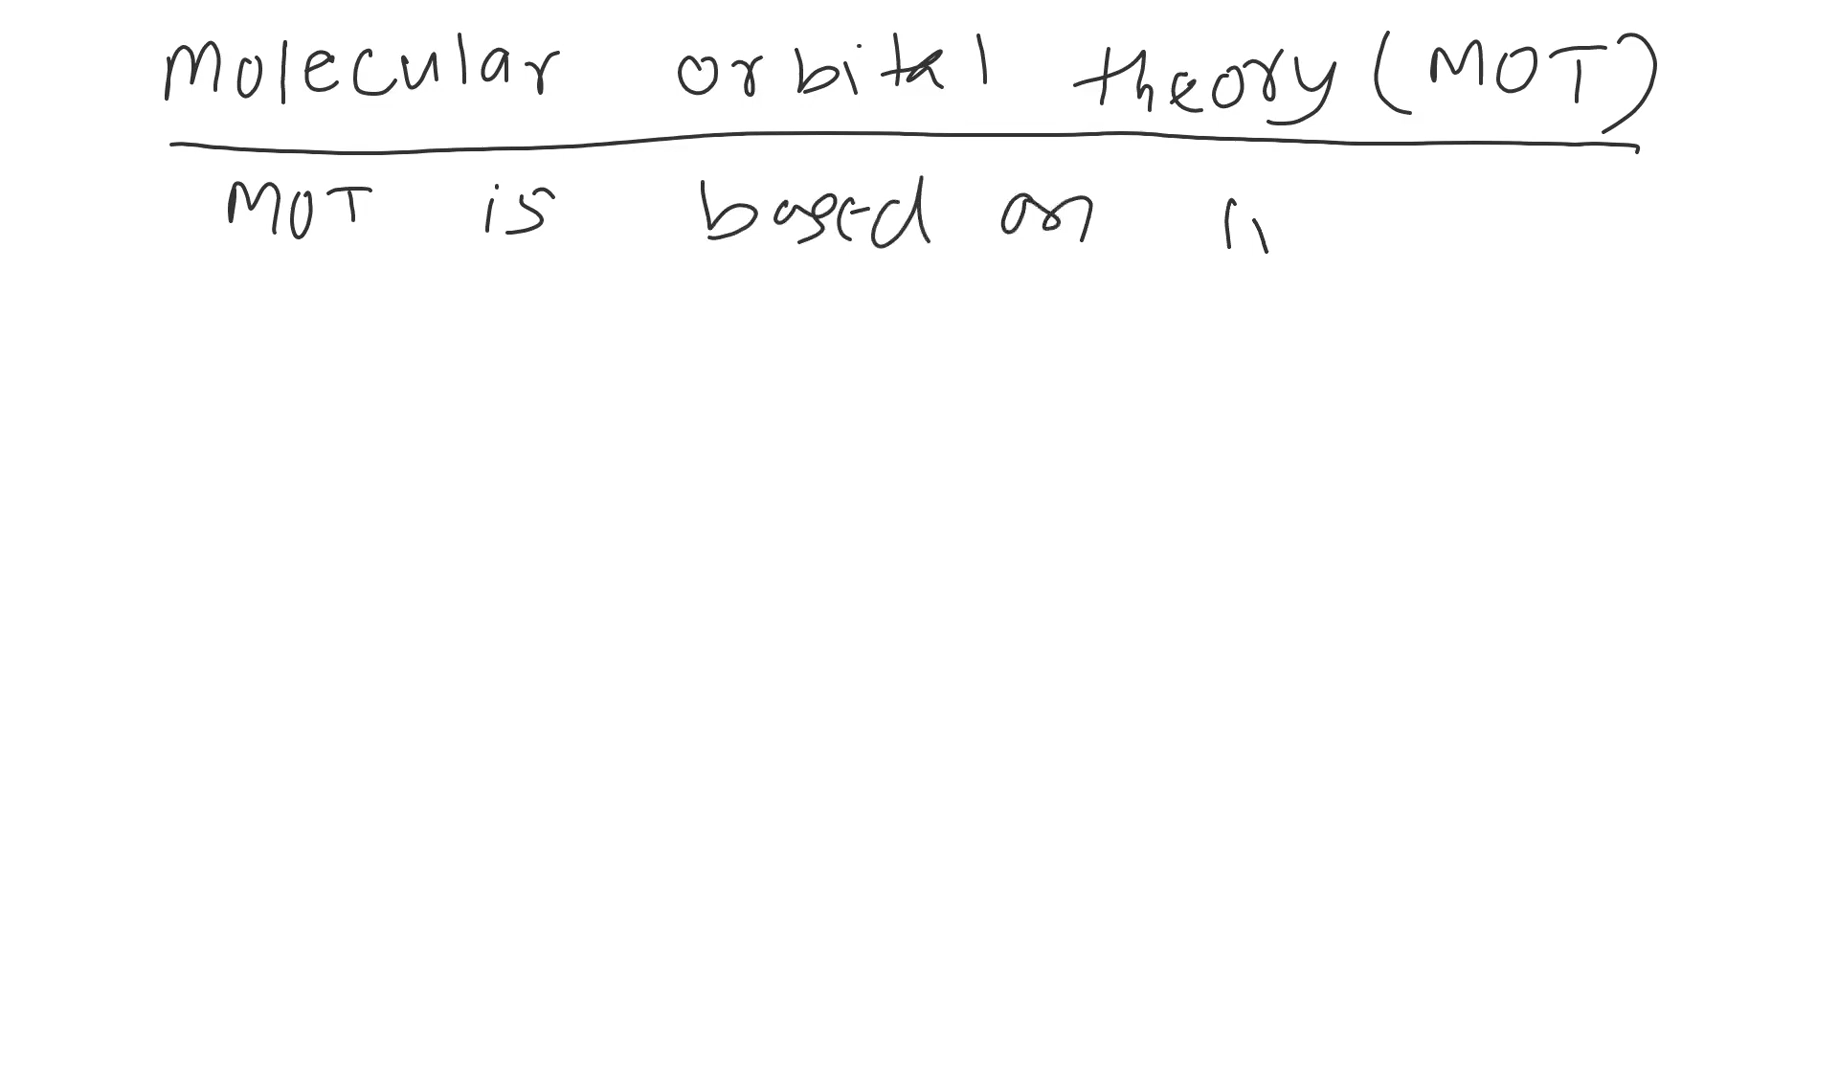 Molecular orbital theory (MOT)
MOT is based on